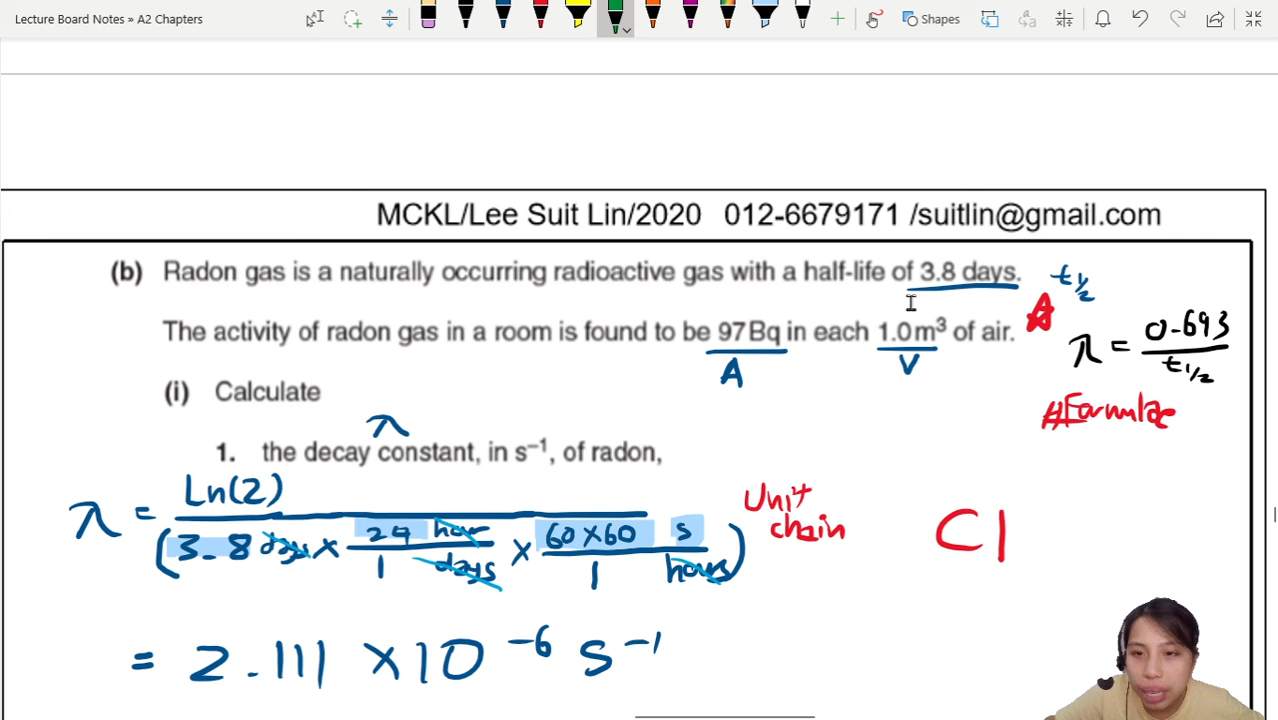 Lecture Board Notes » A2 Chapters
Shapes
MCKL/Lee Suit Lin/2020 012-6679171 /suitlin@gmail.com
(b) Radon gas is a naturally occurring radioactive gas with a half-life of 3.8 days.
t½
The activity of radon gas in a room is found to be 97 Bq in each 1.0 m³ of air.
A
V
λ = 0.693 / t½
#Formulae
(i) Calculate
λ
1. the decay constant, in s⁻¹, of radon,
λ = Ln(2) / (3.8 days × 24 hour / 1 days × 60×60 s / 1 hours)
Unit
chain
C1
= 2.111 × 10⁻⁶ s⁻¹